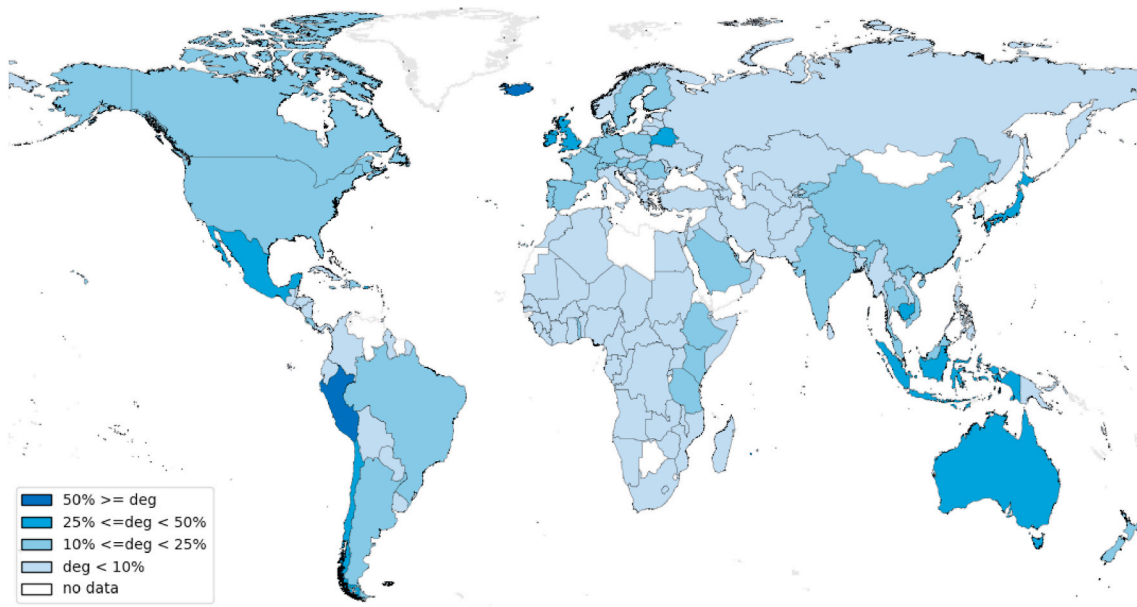 50% >= deg
25% <=deg < 50%
10% <=deg < 25%
deg < 10%
no data